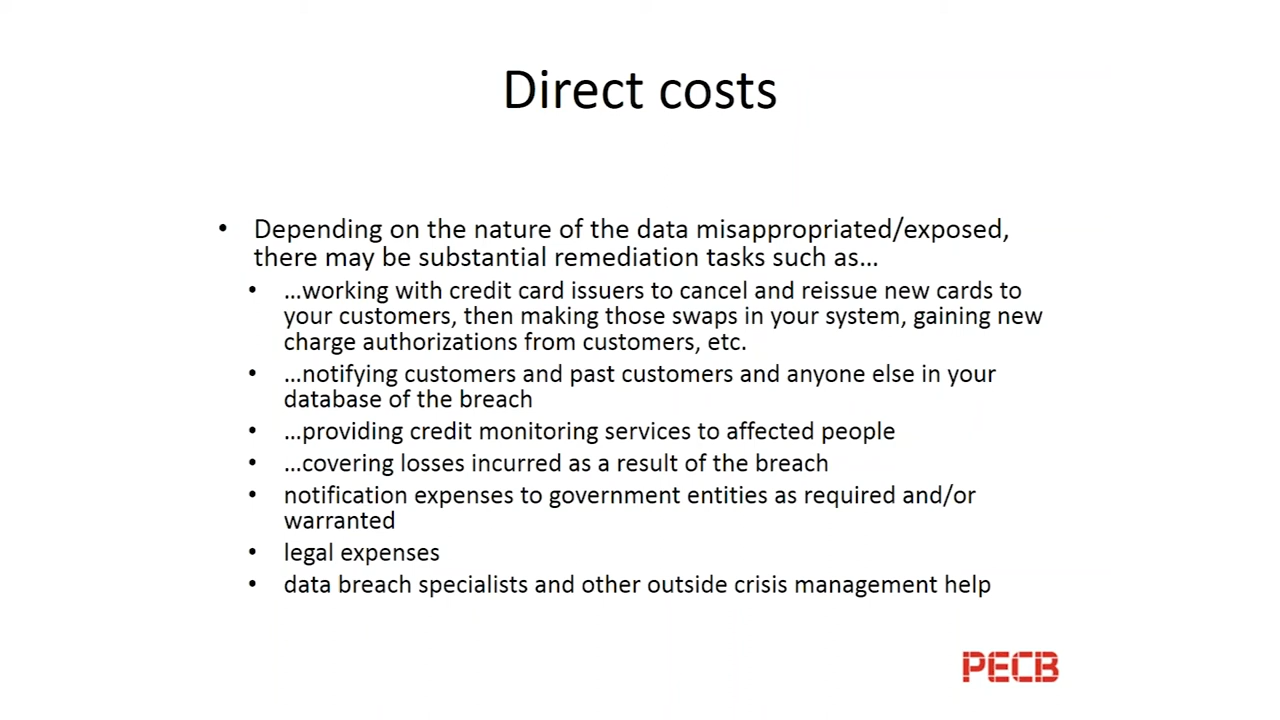 Direct costs
• Depending on the nature of the data misappropriated/exposed,
there may be substantial remediation tasks such as…
• …working with credit card issuers to cancel and reissue new cards to
your customers, then making those swaps in your system, gaining new
charge authorizations from customers, etc.
• …notifying customers and past customers and anyone else in your
database of the breach
• …providing credit monitoring services to affected people
• …covering losses incurred as a result of the breach
• notification expenses to government entities as required and/or
warranted
• legal expenses
• data breach specialists and other outside crisis management help
PECB